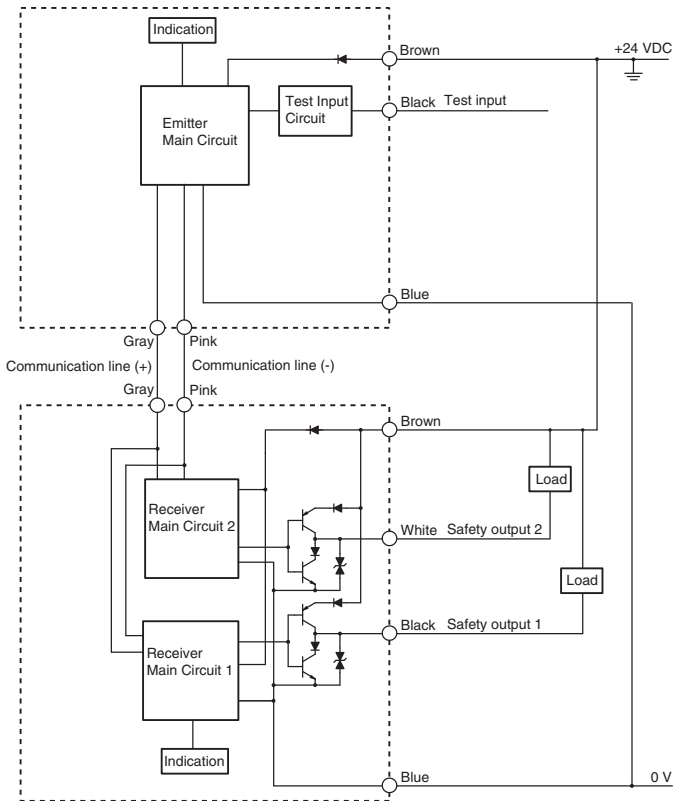 Indication
Brown
+24 VDC
Emitter
Main Circuit
Test Input
Circuit
Black Test input
Blue
Gray
Pink
Communication line (+)
Communication line (-)
Gray
Pink
Brown
Load
Receiver
Main Circuit 2
White Safety output 2
Load
Receiver
Main Circuit 1
Black Safety output 1
Indication
Blue
0 V